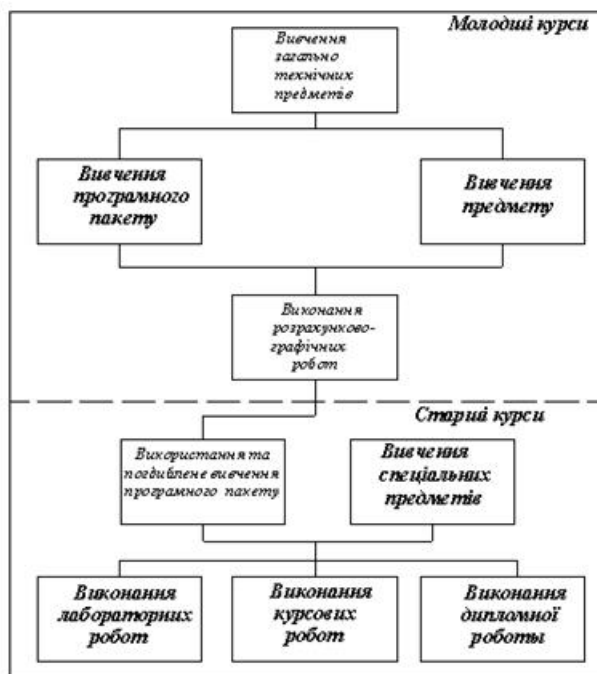 Молодші курси
Вивчення
загально
технічних
предметів
Вивчення
програмного
пакету
Вивчення
предмету
Виконання
розрахунково-
графічних
робот
Старші курси
Використання та
поглиблене вивчення
програмного пакету
Вивчення
спеціальних
предметів
Виконання
лабораторних
робот
Виконання
курсових
робот
Виконання
дипломної
роботы